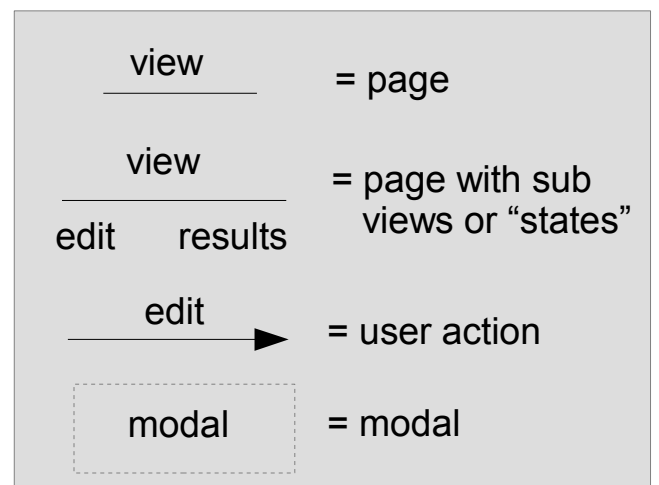 view
= page
view
= page with sub
views or “states”
edit results
edit
= user action
modal
= modal